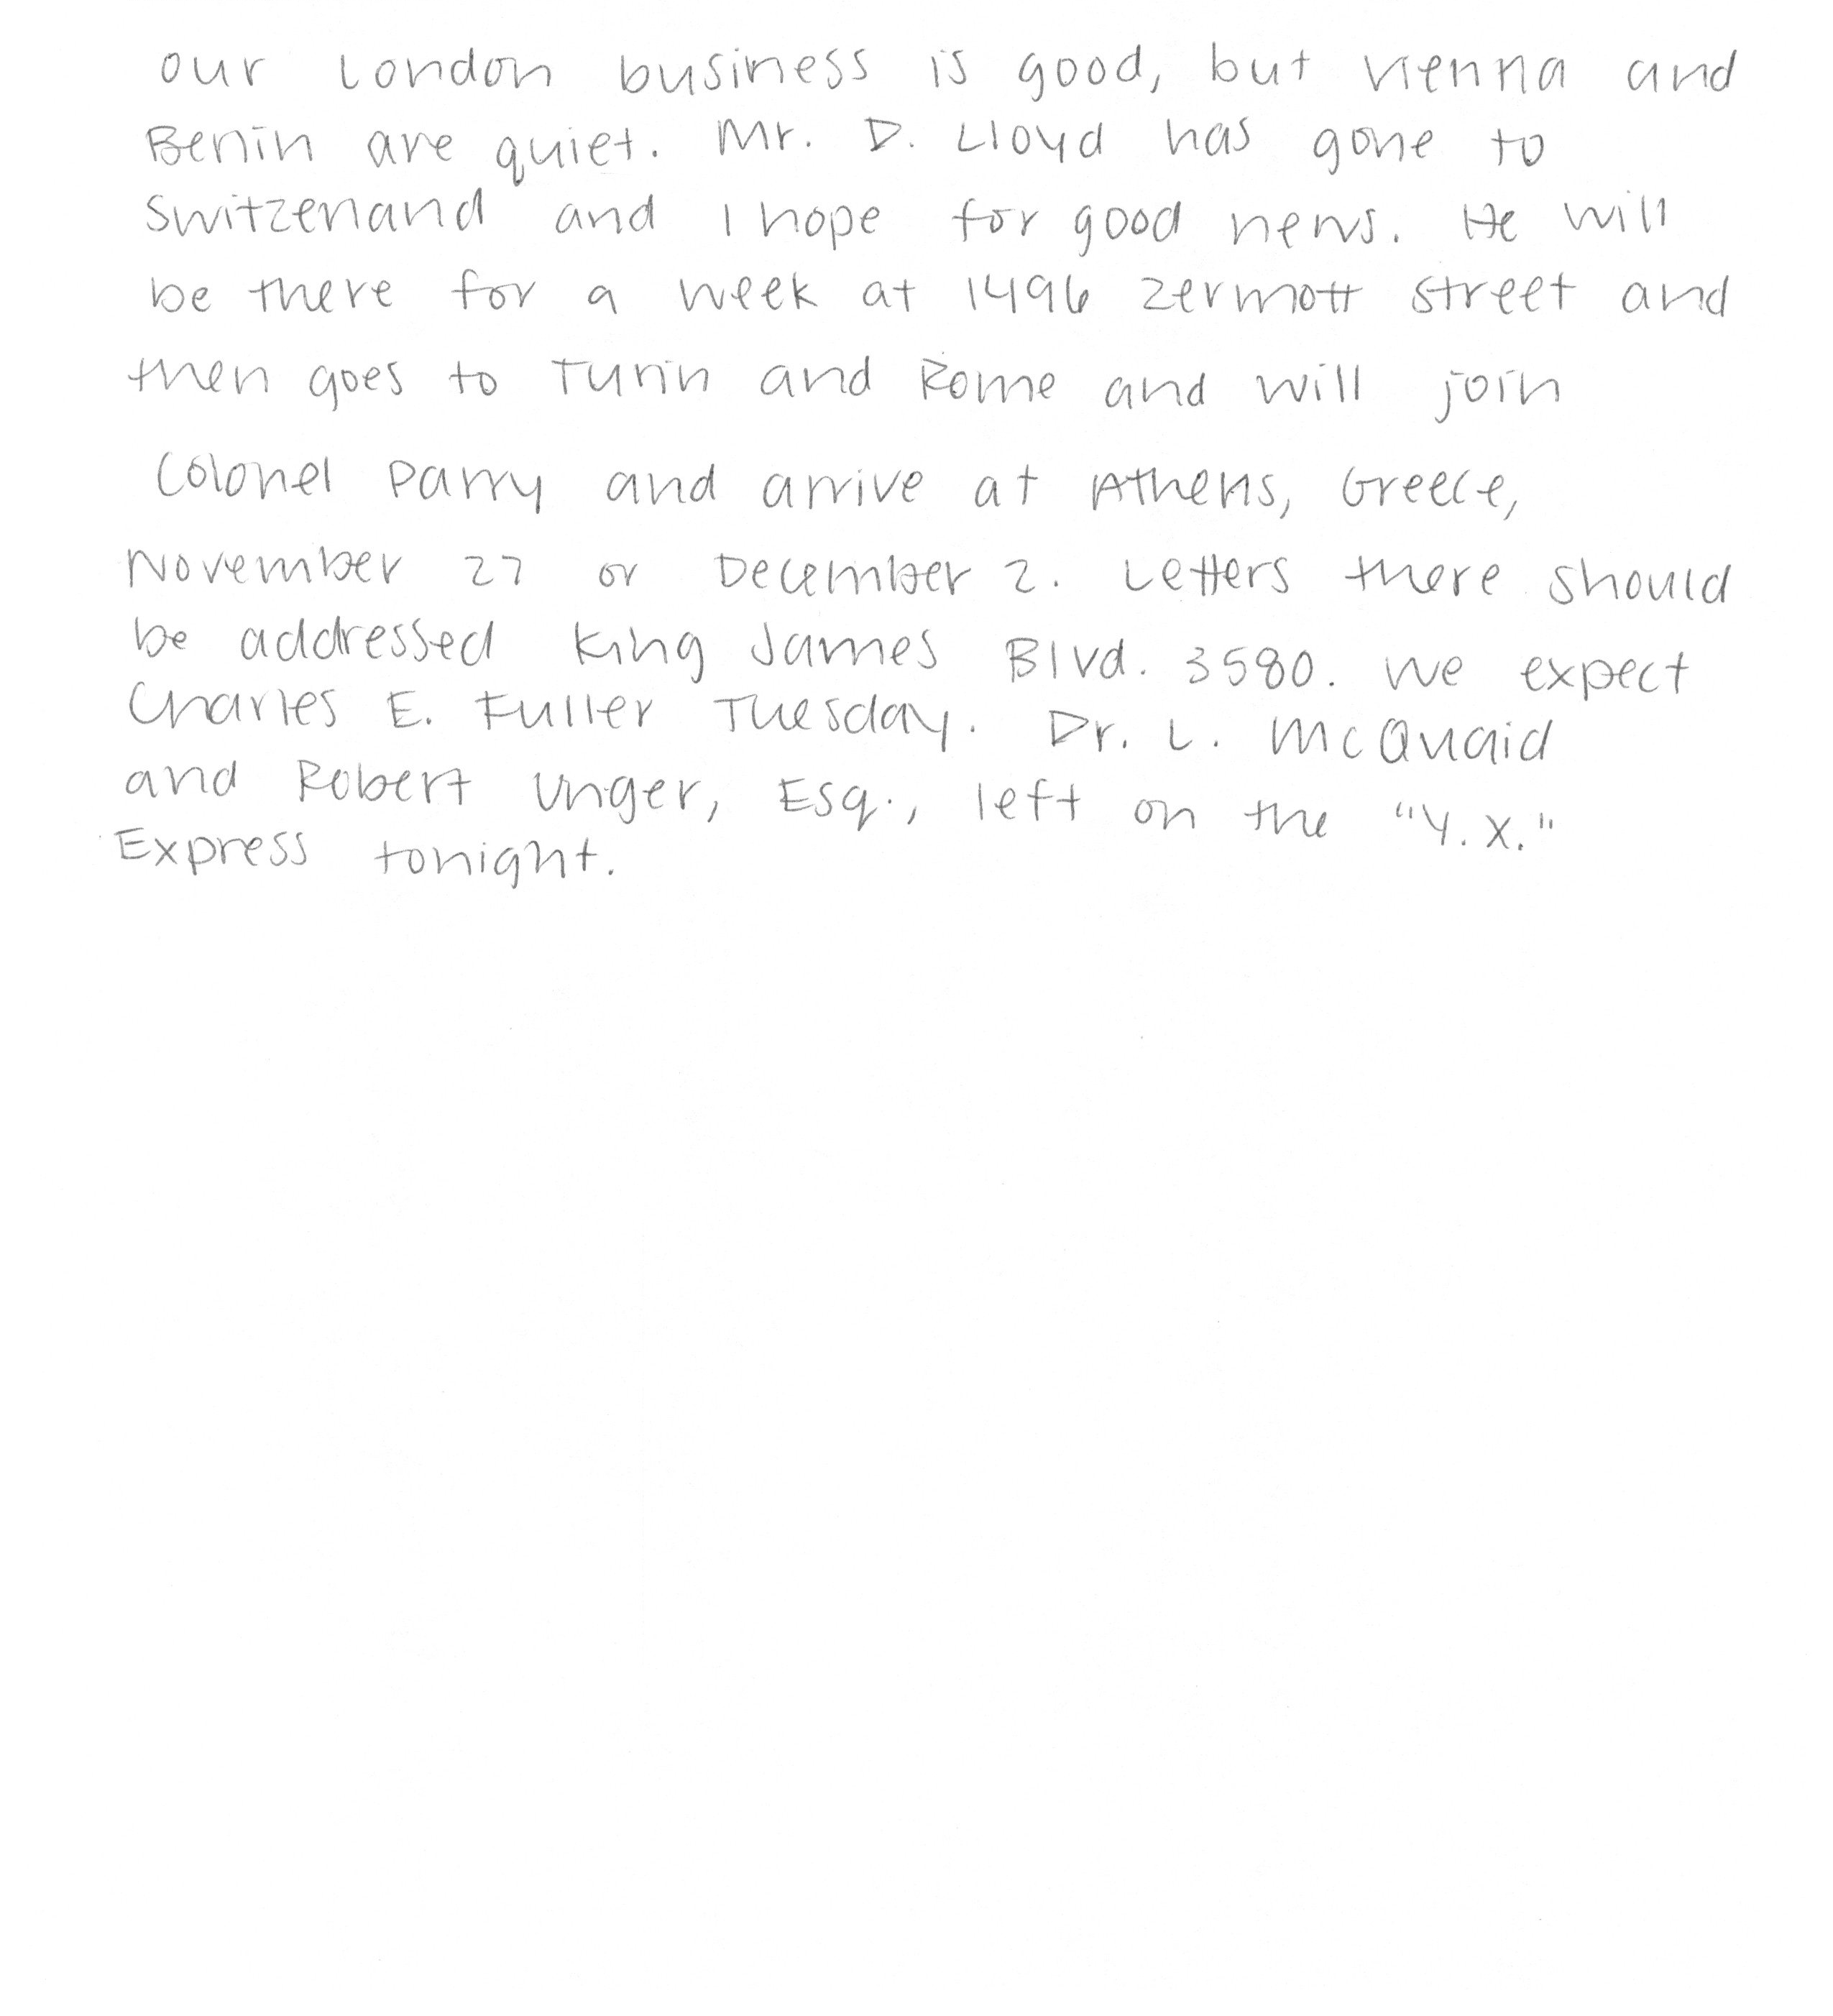 Our London business is good, but Vienna and
Berlin are quiet. Mr. D. Lloyd has gone to
Switzerland and I hope for good news. He will
be there for a week at 1496 Zermott Street and
then goes to Turin and Rome and will join
Colonel Parry and arrive at Athens, Greece,
November 27 or December 2. Letters there should
be addressed King James Blvd. 3580. We expect
Charles E. Fuller Tuesday. Dr. L. McQuaid
and Robert Unger, Esq., left on the "Y.X."
Express tonight.